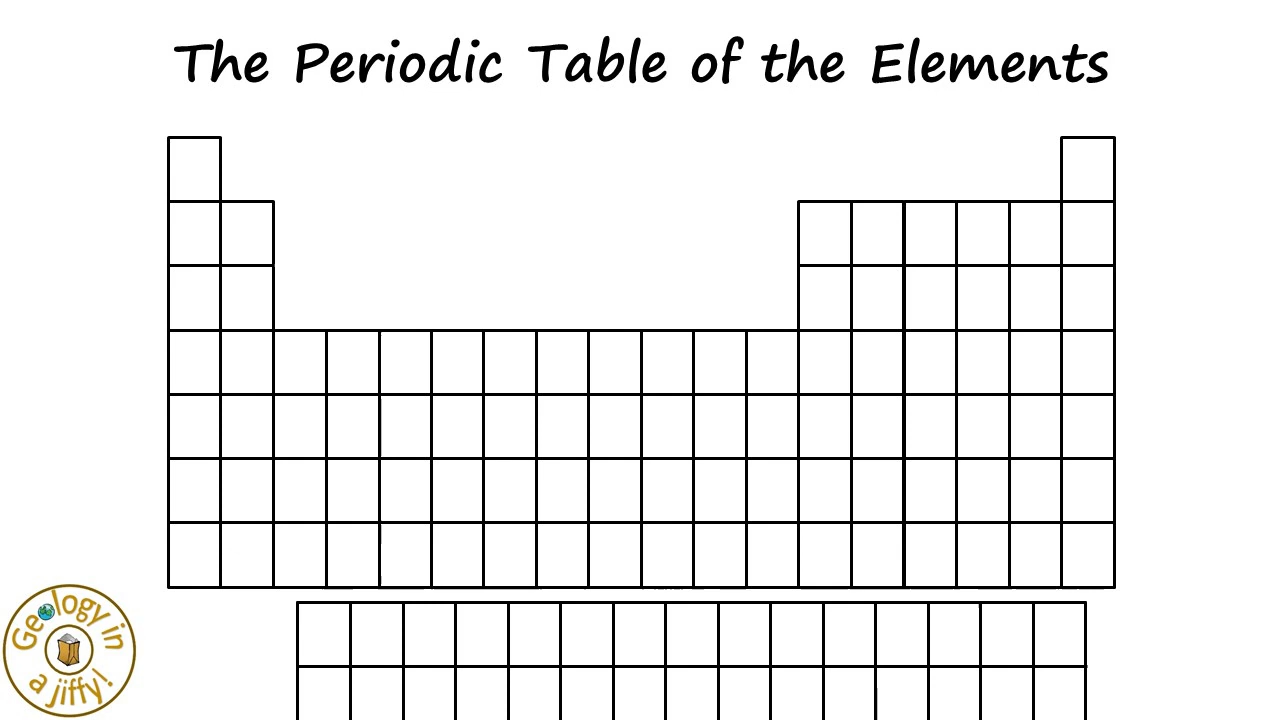 The Periodic Table of the Elements
Geology in
a jiffy!